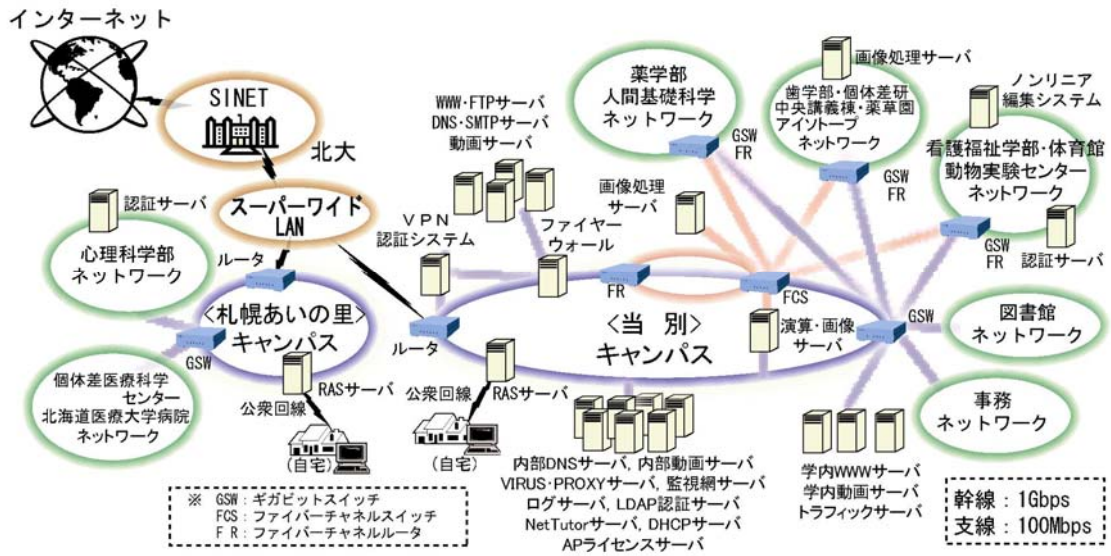 インターネット
SINET
北大
スーパーワイド
LAN
認証サーバ
心理科学部
ネットワーク
ルータ
<札幌あいの里>
キャンパス
GSW
個体差医療科学
センター
北海道医療大学病院
ネットワーク
RASサーバ
公衆回線
(自宅)
WWW・FTPサーバ
DNS・SMTPサーバ
動画サーバ
VPN
認証システム
ファイヤー
ウォール
ルータ
<当 別>
キャンパス
RASサーバ
公衆回線
(自宅)
画像処理
サーバ
FR
FCS
演算・画像
サーバ
GSW
薬学部
人間基礎科学
ネットワーク
GSW
FR
画像処理サーバ
歯学部・個体差研
中央講義棟・薬草園
アイソトープ
ネットワーク
GSW
FR
ノンリニア
編集システム
看護福祉学部・体育館
動物実験センター
ネットワーク
GSW
FR
認証サーバ
図書館
ネットワーク
事務
ネットワーク
内部DNSサーバ, 内部動画サーバ
VIRUS・PROXYサーバ, 監視網サーバ
ログサーバ, LDAP認証サーバ
NetTutorサーバ, DHCPサーバ
APライセンスサーバ
学内WWWサーバ
学内動画サーバ
トラフィックサーバ
※ GSW:ギガビットスイッチ
FCS:ファイバーチャネルスイッチ
FR:ファイバーチャネルルータ
幹線:1Gbps
支線:100Mbps